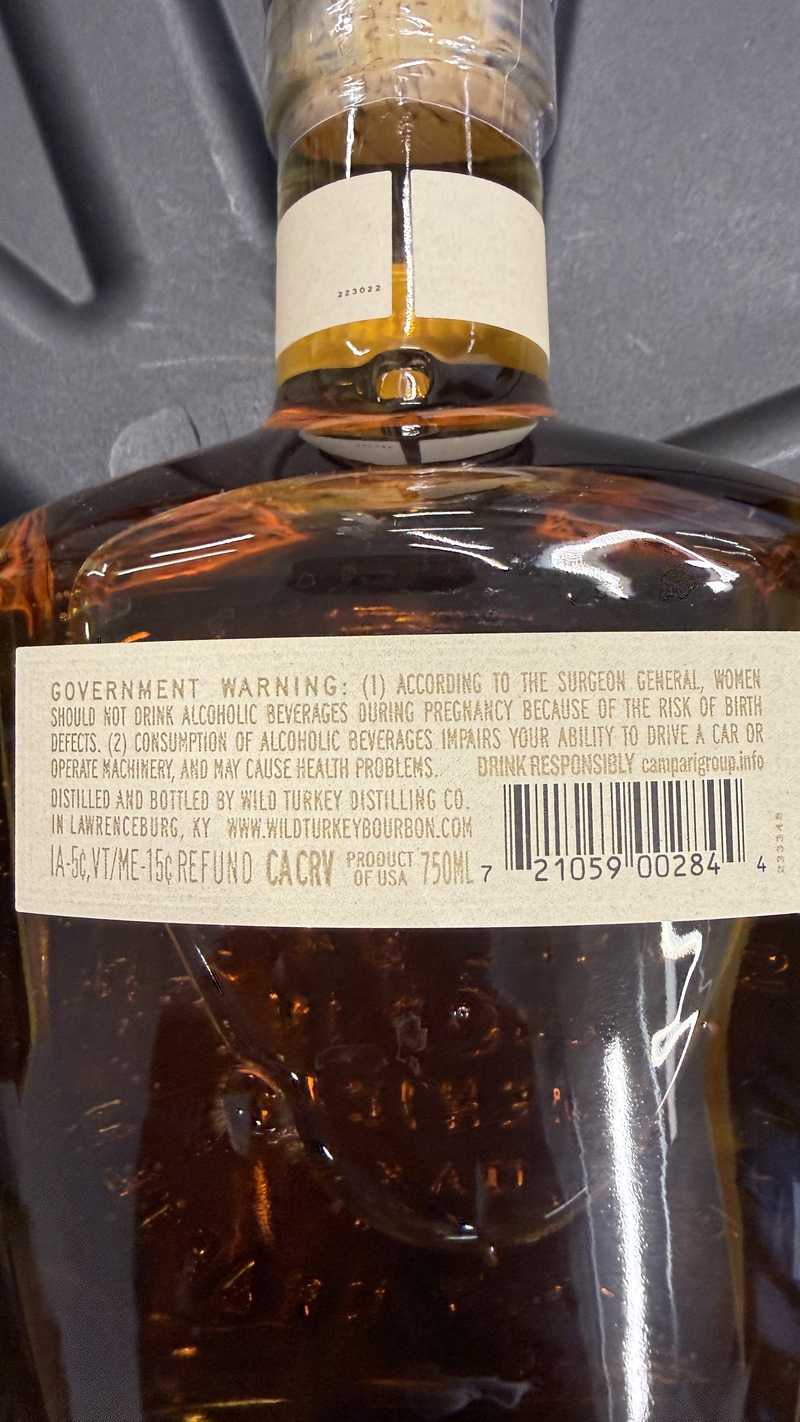 223022
GOVERNMENT WARNING: (1) ACCORDING TO THE SURGEON GENERAL, WOMEN
SHOULD NOT DRINK ALCOHOLIC BEVERAGES DURING PREGNANCY BECAUSE OF THE RISK OF BIRTH
DEFECTS. (2) CONSUMPTION OF ALCOHOLIC BEVERAGES IMPAIRS YOUR ABILITY TO DRIVE A CAR OR
OPERATE MACHINERY, AND MAY CAUSE HEALTH PROBLEMS. DRINK RESPONSIBLY camparigroup.info
DISTILLED AND BOTTLED BY WILD TURKEY DISTILLING CO.
IN LAWRENCEBURG, KY WWW.WILDTURKEYBOURBON.COM
IA-5¢,VT/ME-15¢ REFUND CA CRV PRODUCT OF USA 750ML
7 21059 00284 4